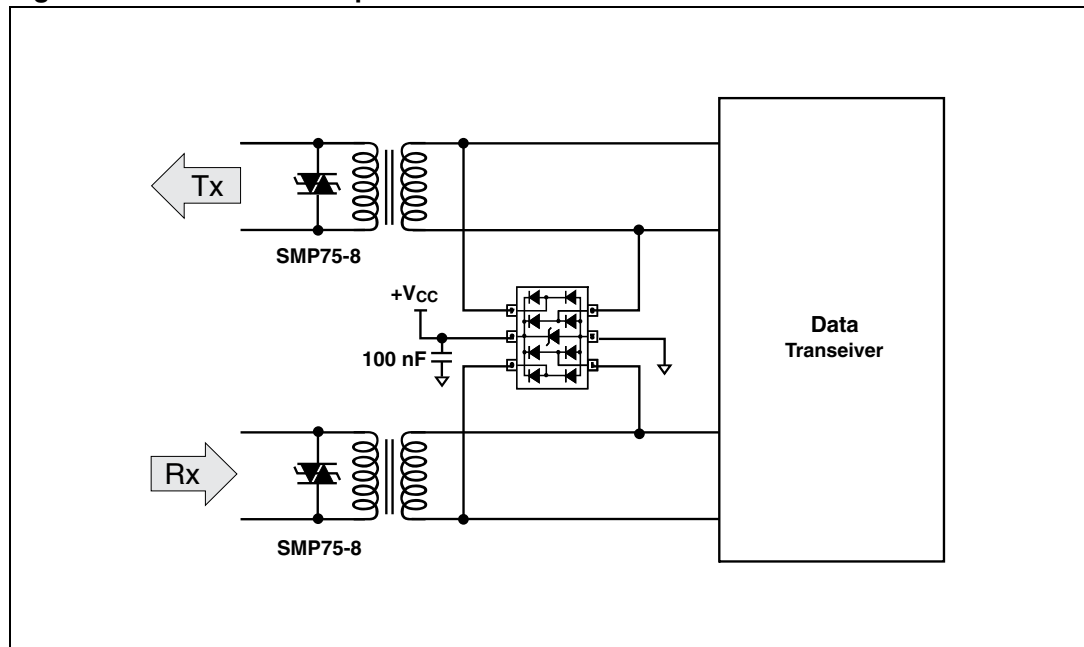 Tx
SMP75-8
+VCC
100 nF
Data
Transeiver
Rx
SMP75-8